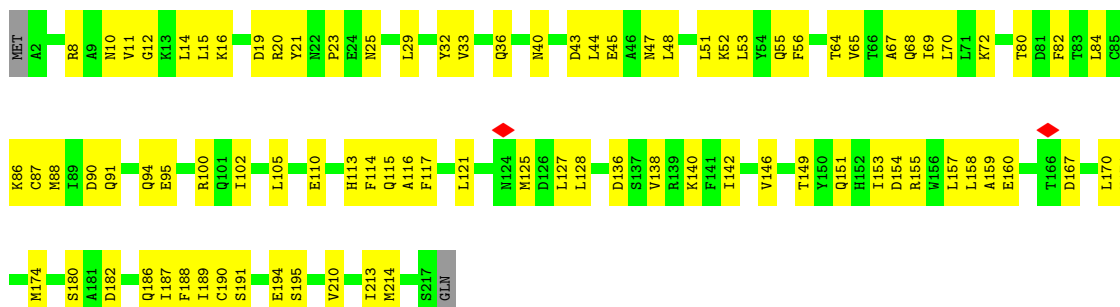 MET A2 R8 A9 N10 V11 G12 K13 L14 L15 K16 D19 R20 Y21 N22 P23 E24 N25 L29 Y32 V33 Q36 N40 D43 L44 E45 A46 N47 L48 L51 K52 L53 Y54 Q55 F56 T64 V65 T66 A67 Q68 I69 L70 L71 K72 T80 D81 F82 T83 L84 C85
K86 C87 M88 I89 D90 Q91 Q94 E95 R100 Q101 I102 L105 E110 H113 F114 Q115 A116 F117 L121 N124 M125 D126 L127 L128 D136 S137 V138 R139 K140 F141 I142 V146 T149 Y150 Q151 H152 I153 D154 R155 W156 L157 L158 A159 E160 T166 D167 L170
M174 S180 A181 D182 Q186 I187 F188 I189 C190 S191 E194 S195 V210 I213 M214 S217 GLN